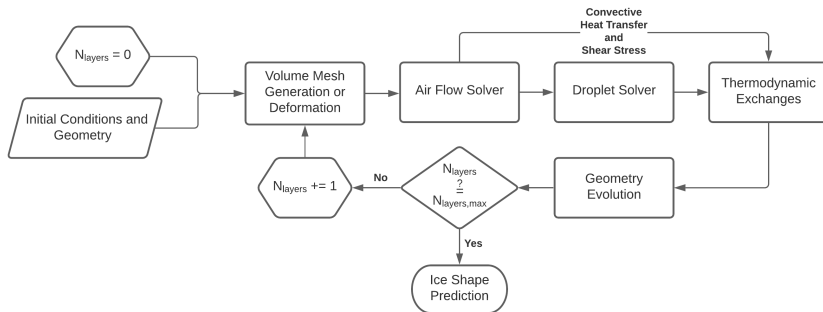 Convective
Heat Transfer
and
Shear Stress
N_layers = 0
Initial Conditions and
Geometry
Volume Mesh
Generation or
Deformation
Air Flow Solver
Droplet Solver
Thermodynamic
Exchanges
Geometry
Evolution
N_layers
?
=
N_layers,max
No
N_layers += 1
Yes
Ice Shape
Prediction